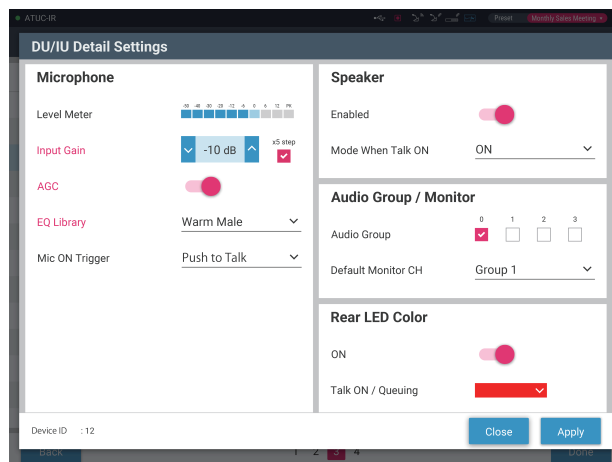 ATUC-IR
Preset
Monthly Sales Meeting
DU/IU Detail Settings
Microphone
Level Meter
-50 -40 -30 -20 -12 -6 0 6 12 PK
Input Gain
-10 dB
x5 step
AGC
EQ Library
Warm Male
Mic ON Trigger
Push to Talk
Speaker
Enabled
Mode When Talk ON
ON
Audio Group / Monitor
0 1 2 3
Audio Group
Default Monitor CH
Group 1
Rear LED Color
ON
Talk ON / Queuing
Device ID : 12
Close
Apply
Back
1 2 3 4
Done